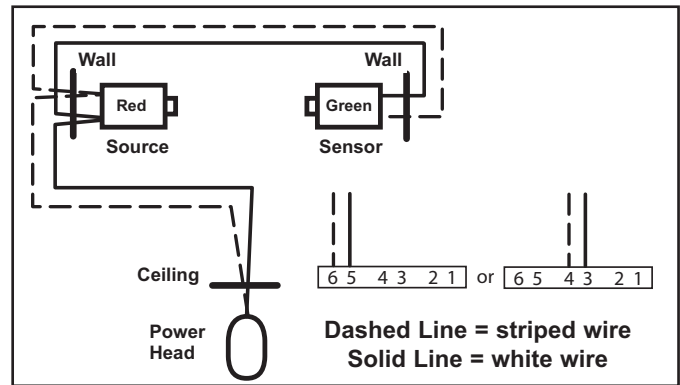 Wall
Wall
Red
Green
Source
Sensor
Ceiling
6 5 4 3 2 1 or 6 5 4 3 2 1
Power
Head
Dashed Line = striped wire
Solid Line = white wire